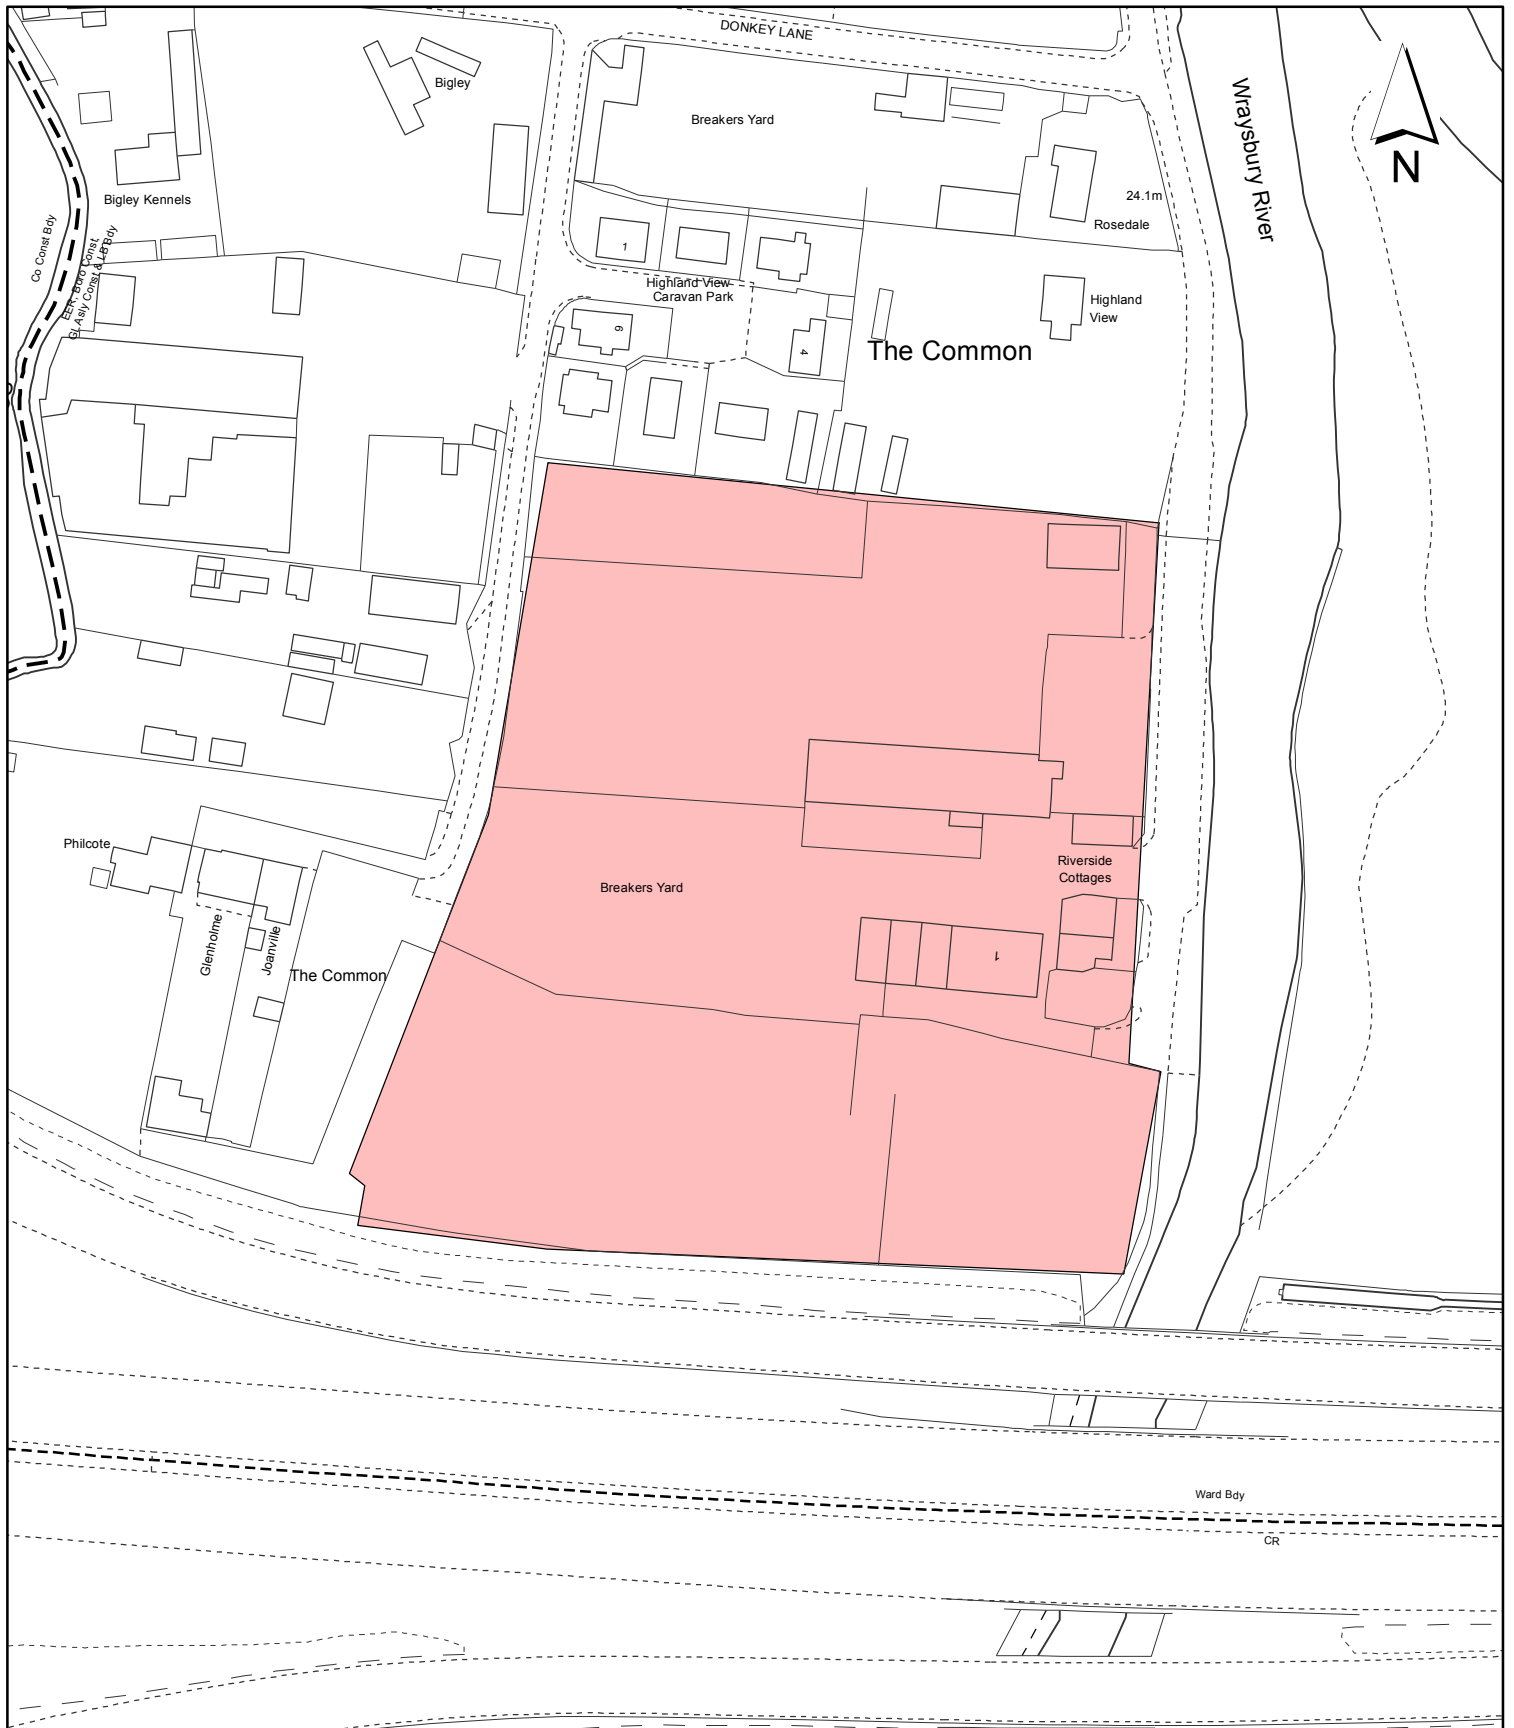 DONKEY LANE
Bigley
Wraysbury River
Breakers Yard
N
Bigley Kennels
24.1m
Rosedale
Co Const Bdy
EER, Boro Const,
GL Asly Const & LB Bdy
1
Highland View
Caravan Park
Highland
View
6
4
The Common
Philcote
Riverside
Cottages
Breakers Yard
Glenholme
Joanville
The Common
1
Ward Bdy
CR